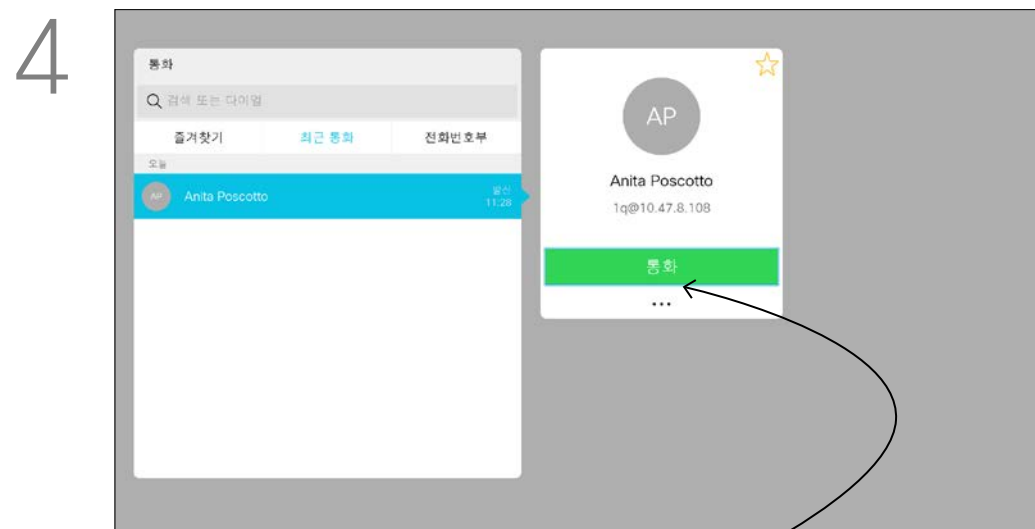 4
통화
검색 또는 다이얼
즐겨찾기 최근 통화 전화번호부
오늘
AP Anita Poscotto 발신
11:28
AP
Anita Poscotto
1q@10.47.8.108
통화
...